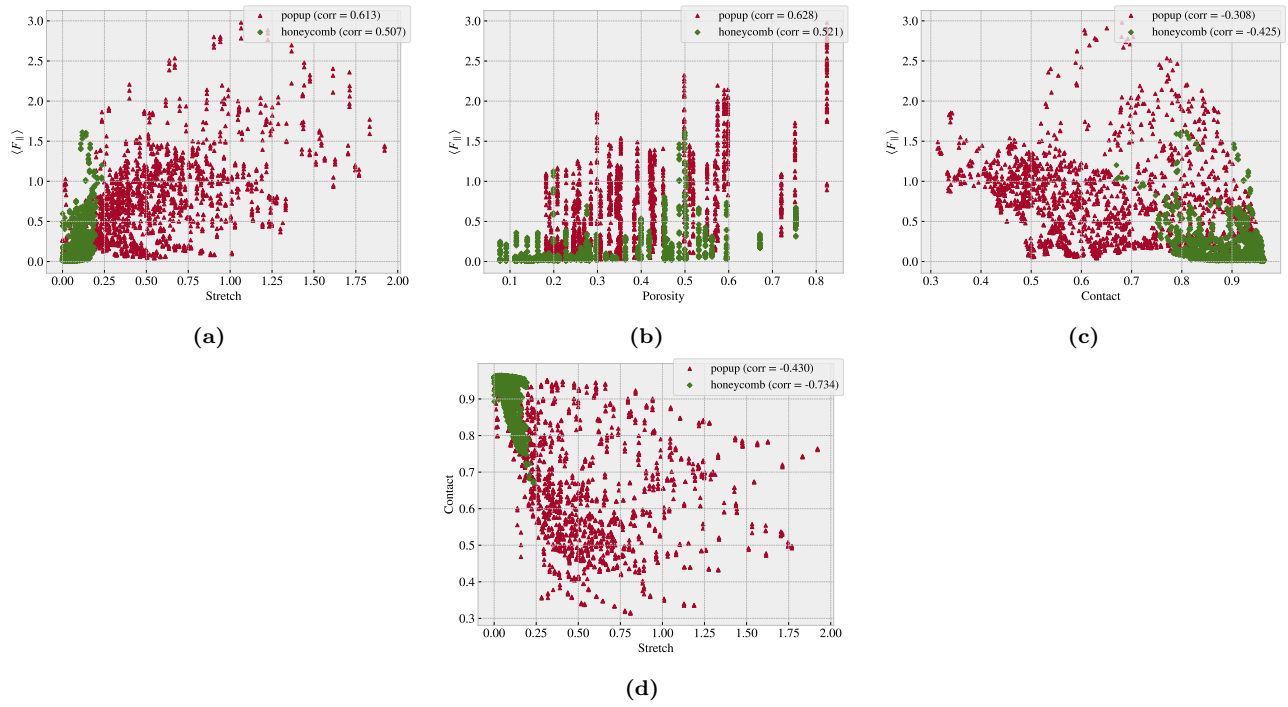 popup (corr = 0.613)
honeycomb (corr = 0.507)
3.0
2.5
2.0
1.5
1.0
0.5
0.0
⟨F||⟩
0.00 0.25 0.50 0.75 1.00 1.25 1.50 1.75 2.00
Stretch
(a)
popup (corr = 0.628)
honeycomb (corr = 0.521)
3.0
2.5
2.0
1.5
1.0
0.5
0.0
⟨F||⟩
0.1 0.2 0.3 0.4 0.5 0.6 0.7 0.8
Porosity
(b)
popup (corr = -0.308)
honeycomb (corr = -0.425)
3.0
2.5
2.0
1.5
1.0
0.5
0.0
⟨F||⟩
0.3 0.4 0.5 0.6 0.7 0.8 0.9
Contact
(c)
popup (corr = -0.430)
honeycomb (corr = -0.734)
0.9
0.8
0.7
0.6
0.5
0.4
0.3
Contact
0.00 0.25 0.50 0.75 1.00 1.25 1.50 1.75 2.00
Stretch
(d)